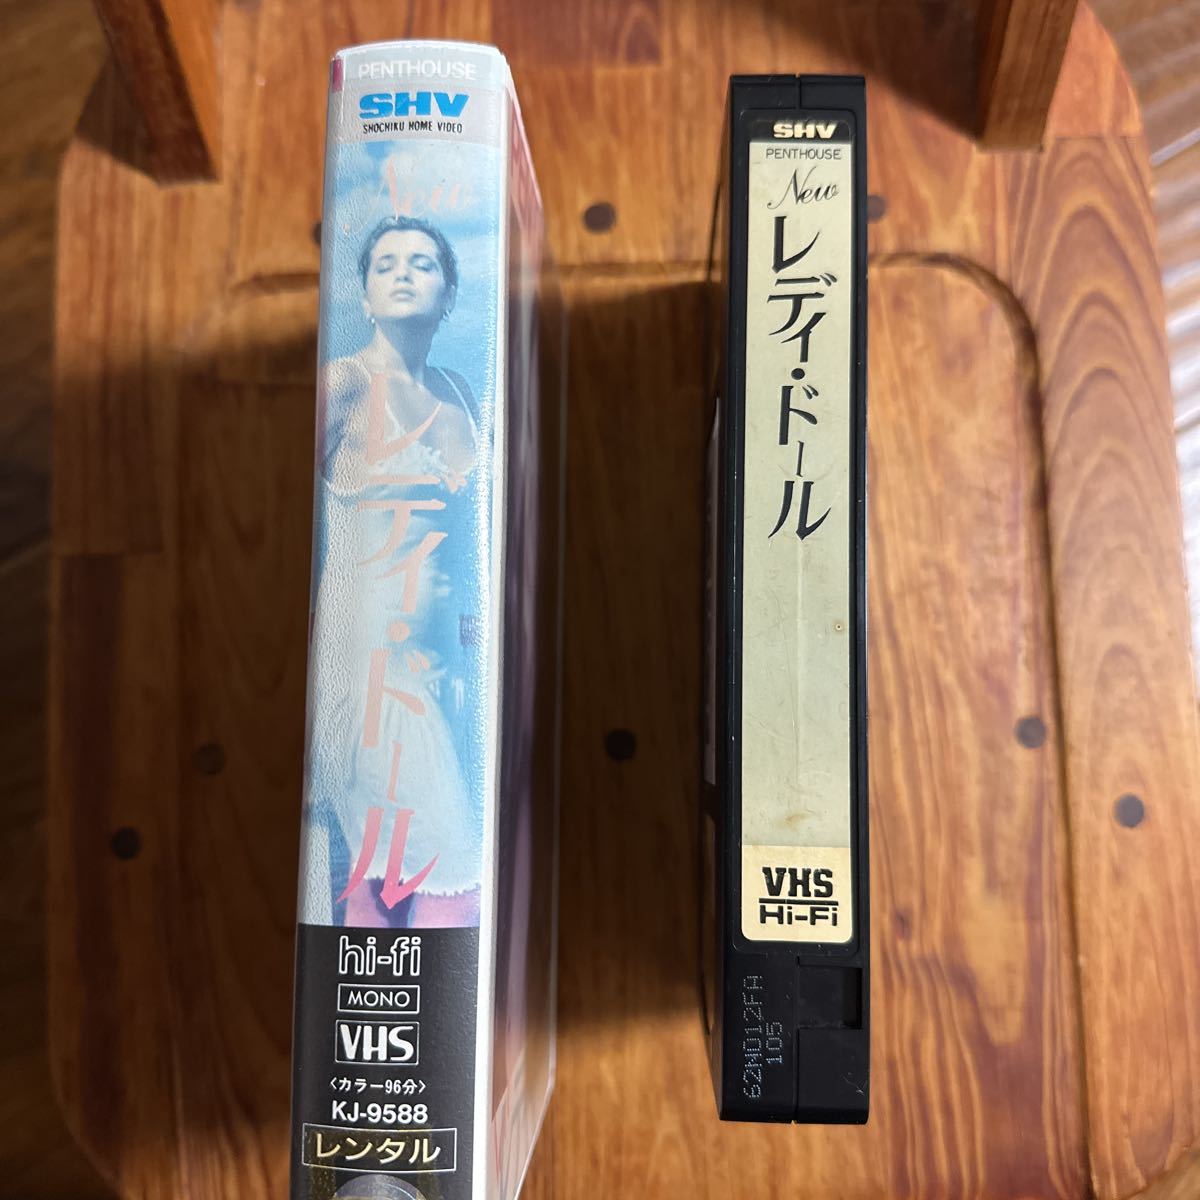 PENTHOUSE
SHV
SHOCHIKU HOME VIDEO
New
レディ・ドール
hi-fi
MONO
VHS
〈カラー96分〉
KJ-9588
レンタル
SHV
PENTHOUSE
New
レディ・ドール
VHS
Hi-Fi
62M012FA
105